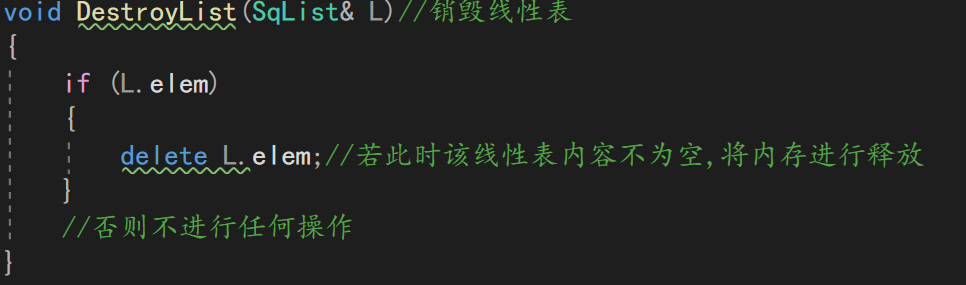 void DestroyList(SqList& L)//销毁线性表
{
if (L.elem)
{
delete L.elem;//若此时该线性表内容不为空,将内存进行释放
}
//否则不进行任何操作
}